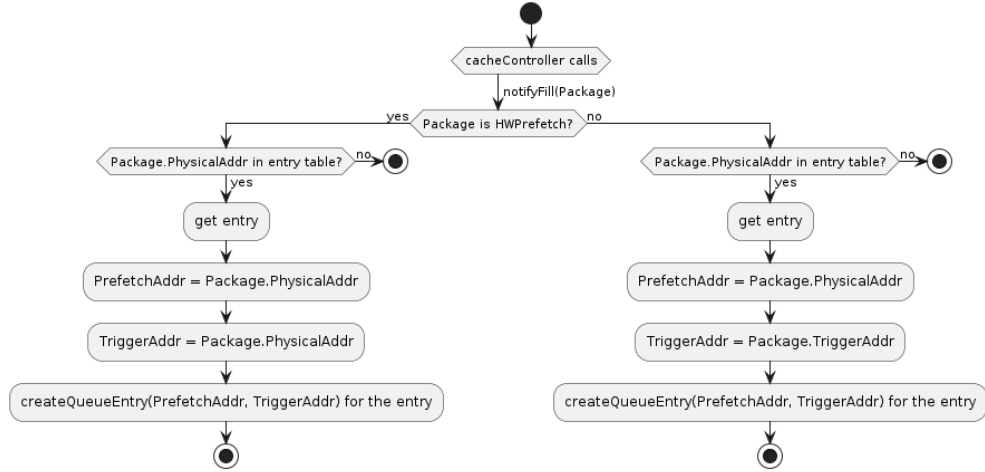 cacheController calls
notifyFill(Package)
yes
Package is HWPrefetch?
no
Package.PhysicalAddr in entry table?
no
yes
get entry
PrefetchAddr = Package.PhysicalAddr
TriggerAddr = Package.PhysicalAddr
createQueueEntry(PrefetchAddr, TriggerAddr) for the entry
Package.PhysicalAddr in entry table?
no
yes
get entry
PrefetchAddr = Package.PhysicalAddr
TriggerAddr = Package.TriggerAddr
createQueueEntry(PrefetchAddr, TriggerAddr) for the entry